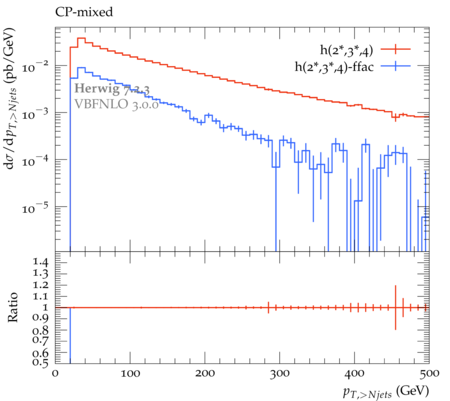 CP-mixed
h(2*,3*,4)
h(2*,3*,4)-ffac
Herwig 7.3.3
VBFNLO 3.0.0
dσ/dp_{T,>Njets} (pb/GeV)
10⁻²
10⁻³
10⁻⁴
10⁻⁵
Ratio
1.4
1.3
1.2
1.1
1
0.9
0.8
0.7
0.6
0.5
0 100 200 300 400 500
p_{T,>Njets} (GeV)